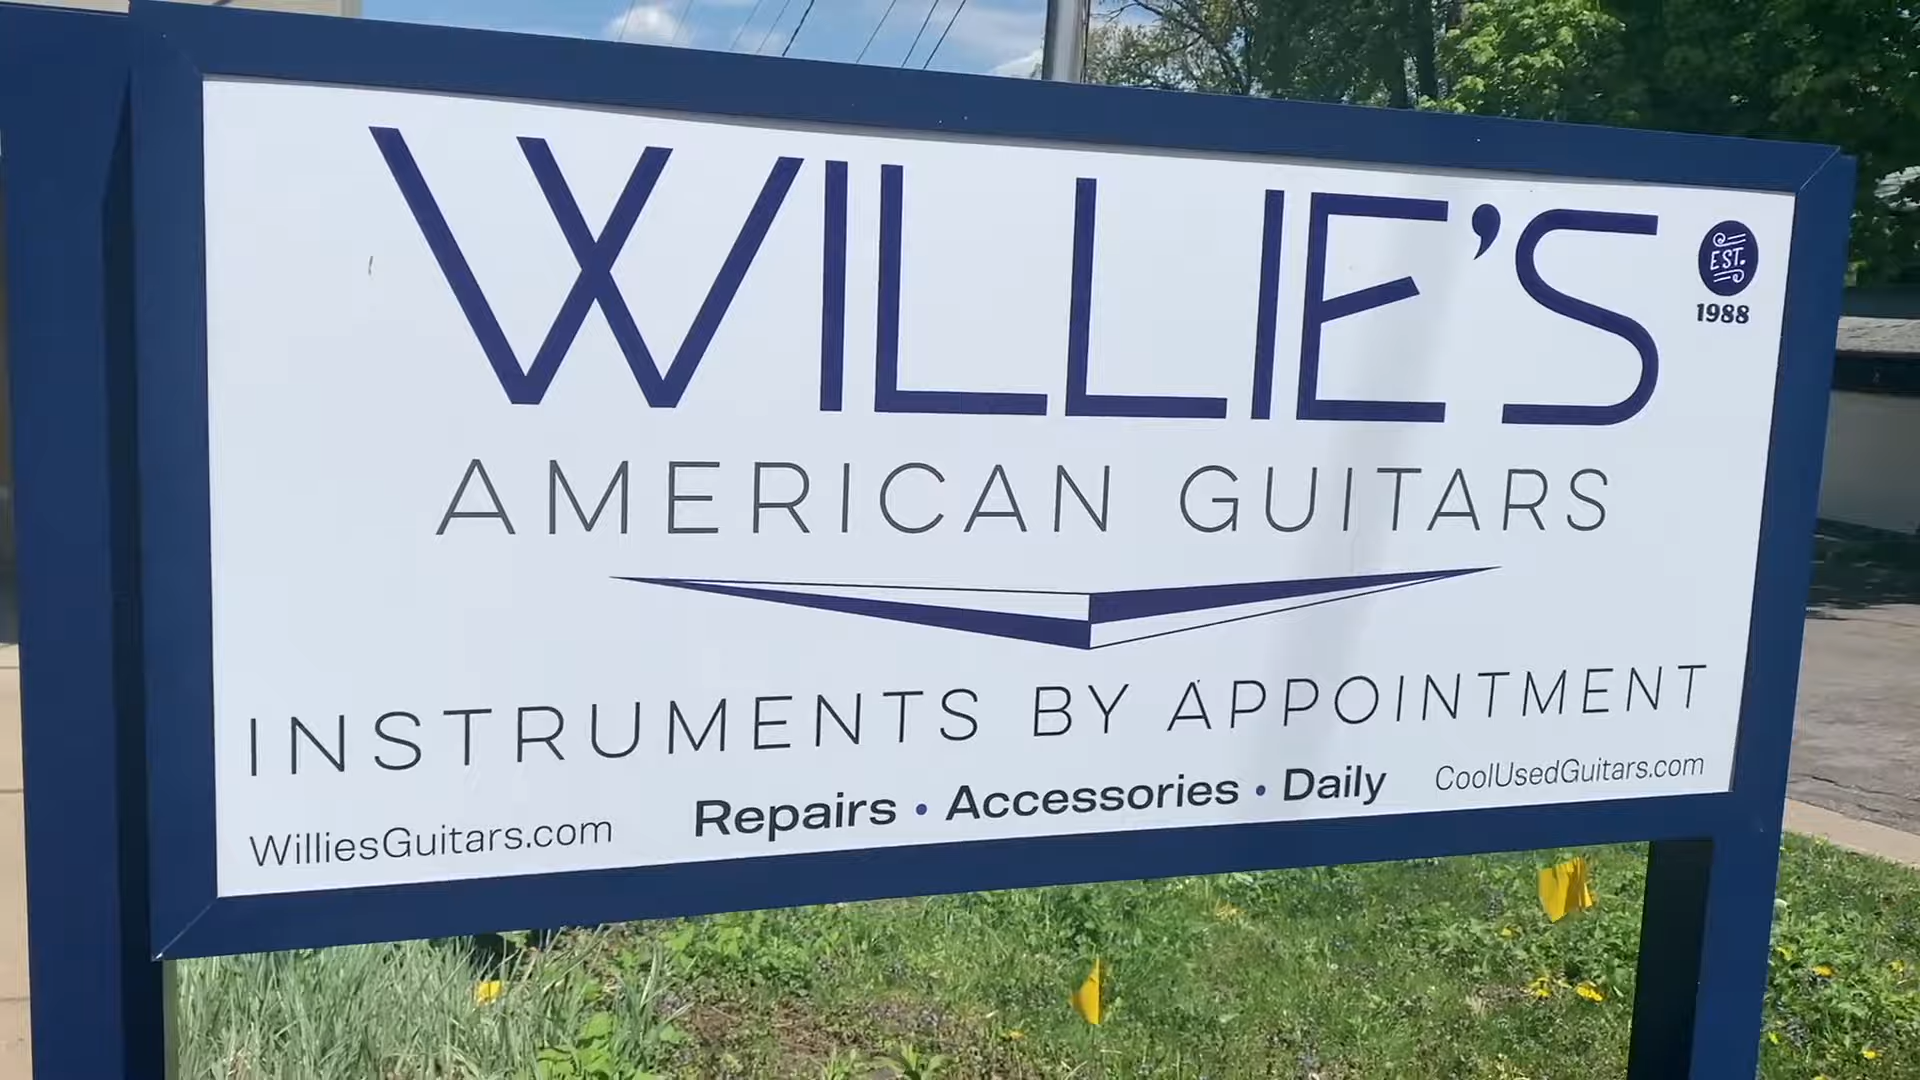 WILLIE'S
EST.
1988
AMERICAN GUITARS
INSTRUMENTS BY APPOINTMENT
WilliesGuitars.com
Repairs • Accessories • Daily
CoolUsedGuitars.com